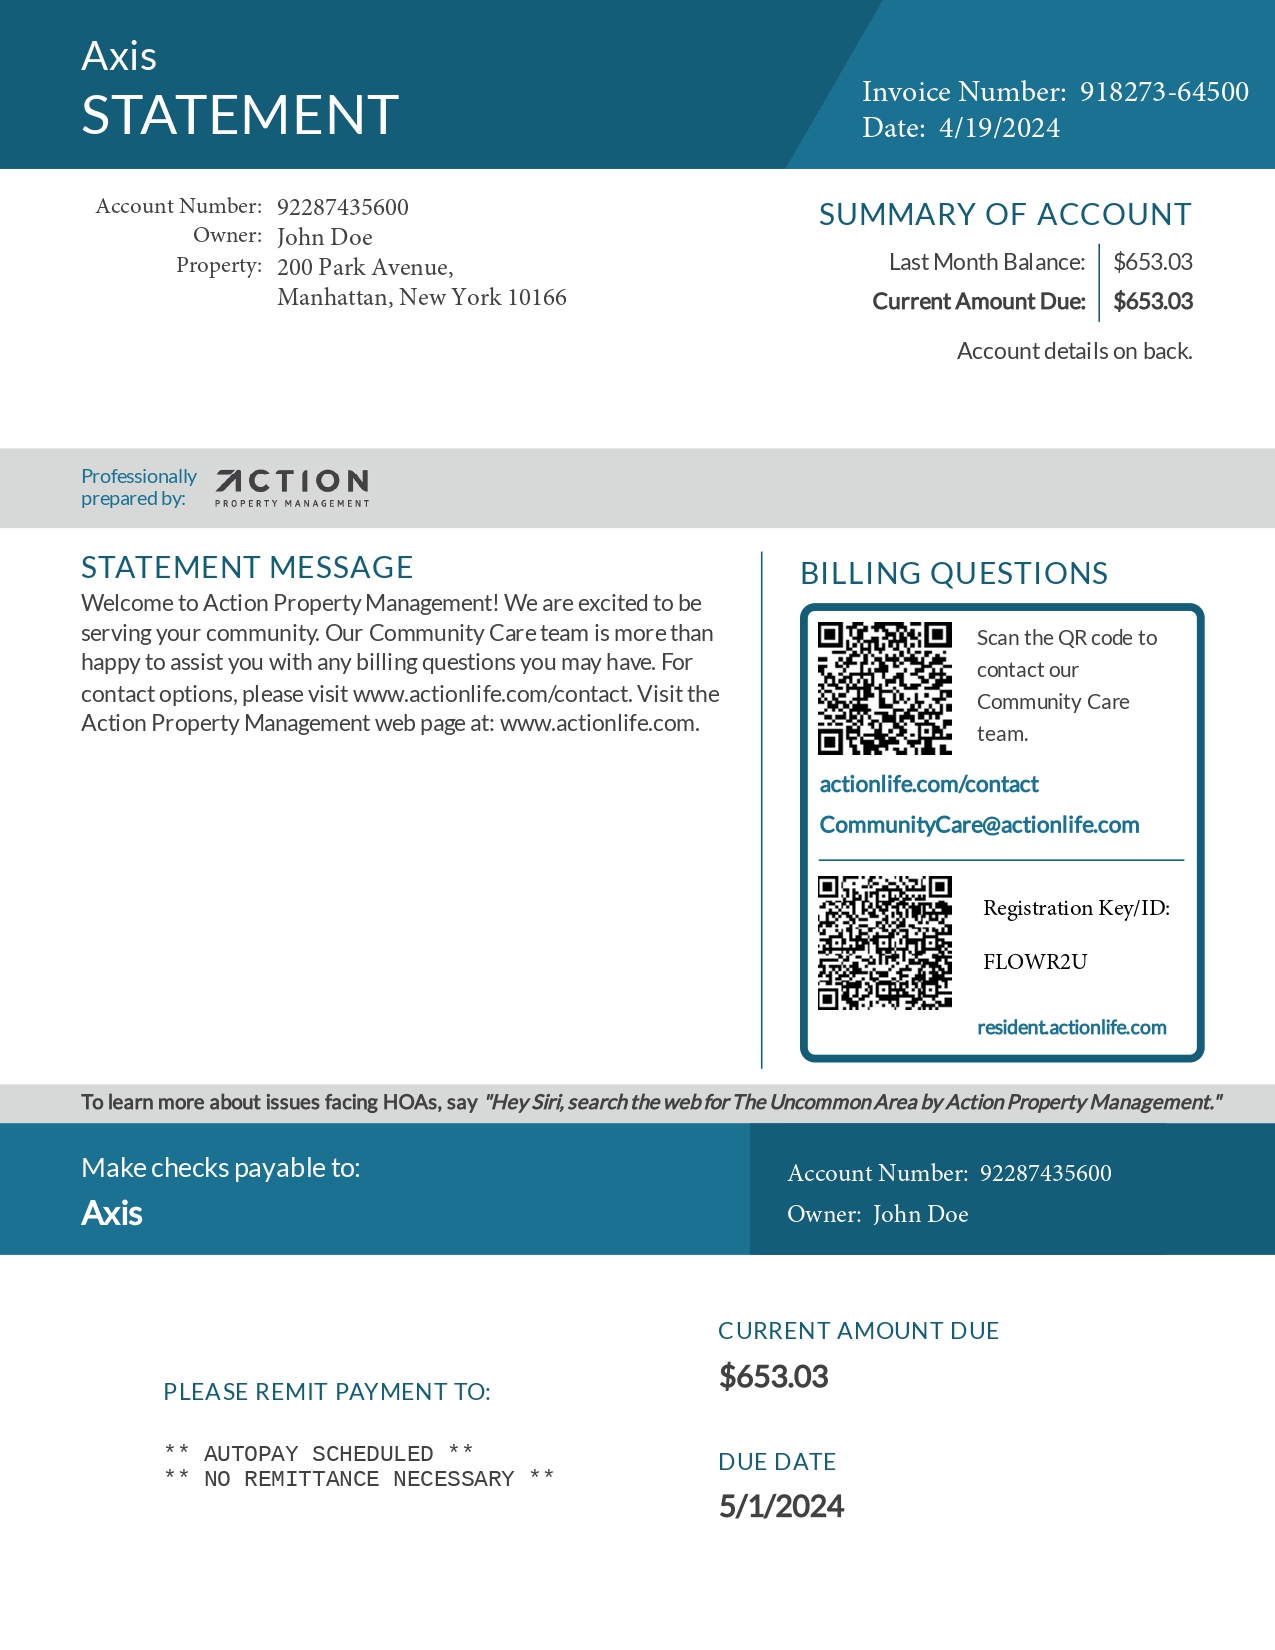 Axis
STATEMENT
Invoice Number: 918273-64500
Date: 4/19/2024
Account Number: 92287435600
Owner: John Doe
Property: 200 Park Avenue,
Manhattan, New York 10166
SUMMARY OF ACCOUNT
Last Month Balance: $653.03
Current Amount Due: $653.03
Account details on back.
Professionally
prepared by:
ACTION
PROPERTY MANAGEMENT
STATEMENT MESSAGE
Welcome to Action Property Management! We are excited to be
serving your community. Our Community Care team is more than
happy to assist you with any billing questions you may have. For
contact options, please visit www.actionlife.com/contact. Visit the
Action Property Management web page at: www.actionlife.com.
BILLING QUESTIONS
Scan the QR code to
contact our
Community Care
team.
actionlife.com/contact
CommunityCare@actionlife.com
Registration Key/ID:
FLOWR2U
resident.actionlife.com
To learn more about issues facing HOAs, say "Hey Siri, search the web for The Uncommon Area by Action Property Management."
Make checks payable to:
Axis
Account Number: 92287435600
Owner: John Doe
PLEASE REMIT PAYMENT TO:
** AUTOPAY SCHEDULED **
** NO REMITTANCE NECESSARY **
CURRENT AMOUNT DUE
$653.03
DUE DATE
5/1/2024